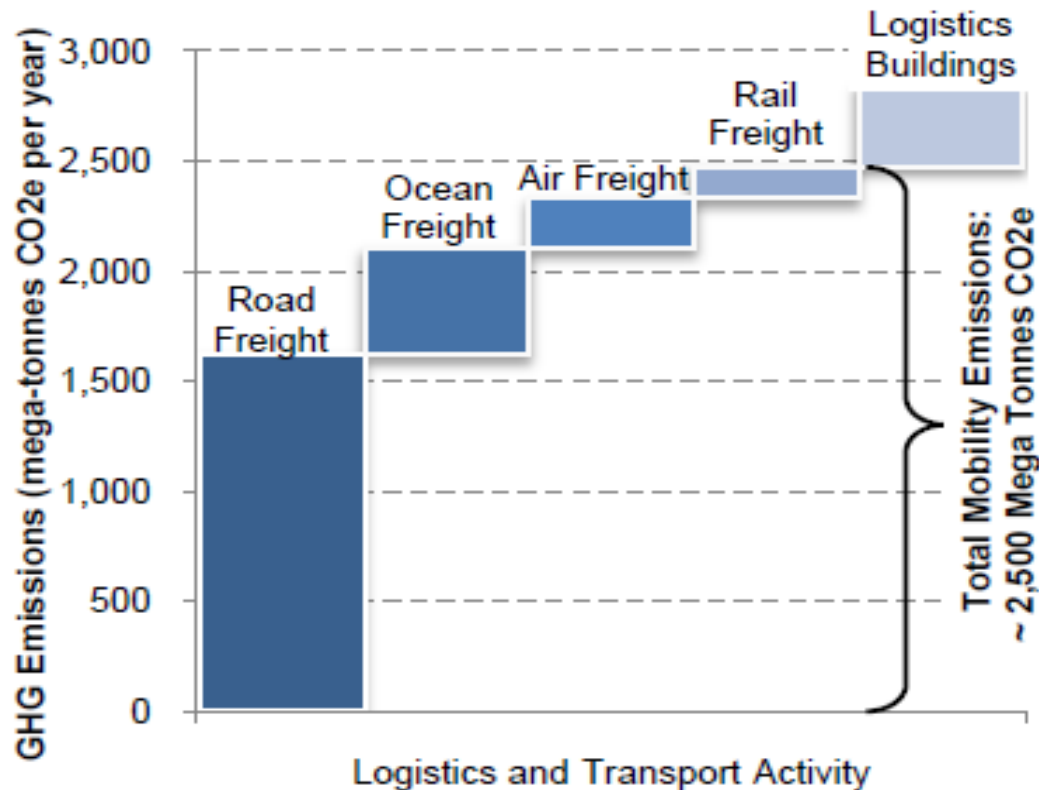 GHG Emissions (mega-tonnes CO2e per year)
3,000
2,500
2,000
1,500
1,000
500
0
Road
Freight
Ocean
Freight
Air Freight
Rail
Freight
Logistics
Buildings
Total Mobility Emissions:
~ 2,500 Mega Tonnes CO2e
Logistics and Transport Activity